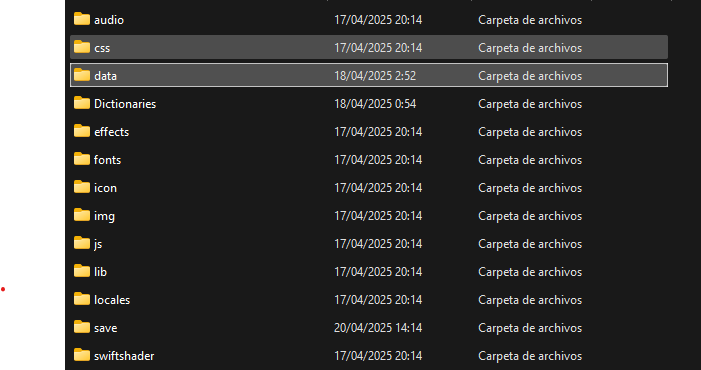 audio 17/04/2025 20:14 Carpeta de archivos
css 17/04/2025 20:14 Carpeta de archivos
data 18/04/2025 2:52 Carpeta de archivos
Dictionaries 18/04/2025 0:54 Carpeta de archivos
effects 17/04/2025 20:14 Carpeta de archivos
fonts 17/04/2025 20:14 Carpeta de archivos
icon 17/04/2025 20:14 Carpeta de archivos
img 17/04/2025 20:14 Carpeta de archivos
js 17/04/2025 20:14 Carpeta de archivos
lib 17/04/2025 20:14 Carpeta de archivos
locales 17/04/2025 20:14 Carpeta de archivos
save 20/04/2025 14:14 Carpeta de archivos
swiftshader 17/04/2025 20:14 Carpeta de archivos